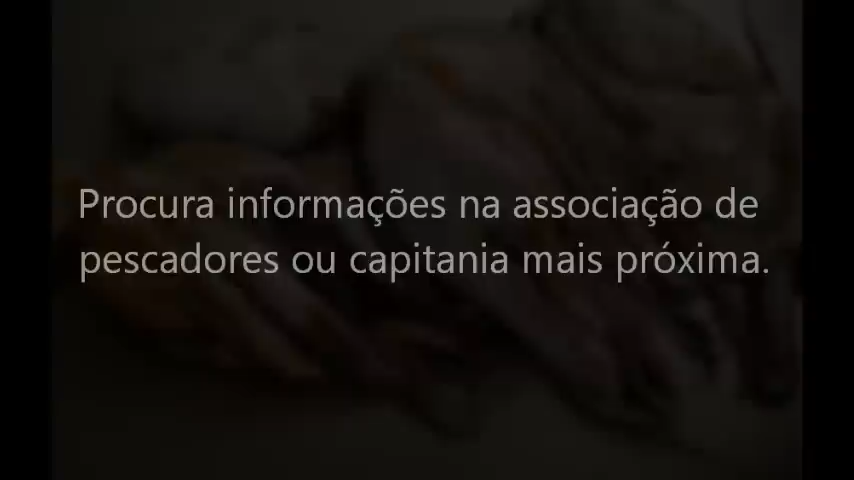 Procura informações na associação de
pescadores ou capitania mais próxima.